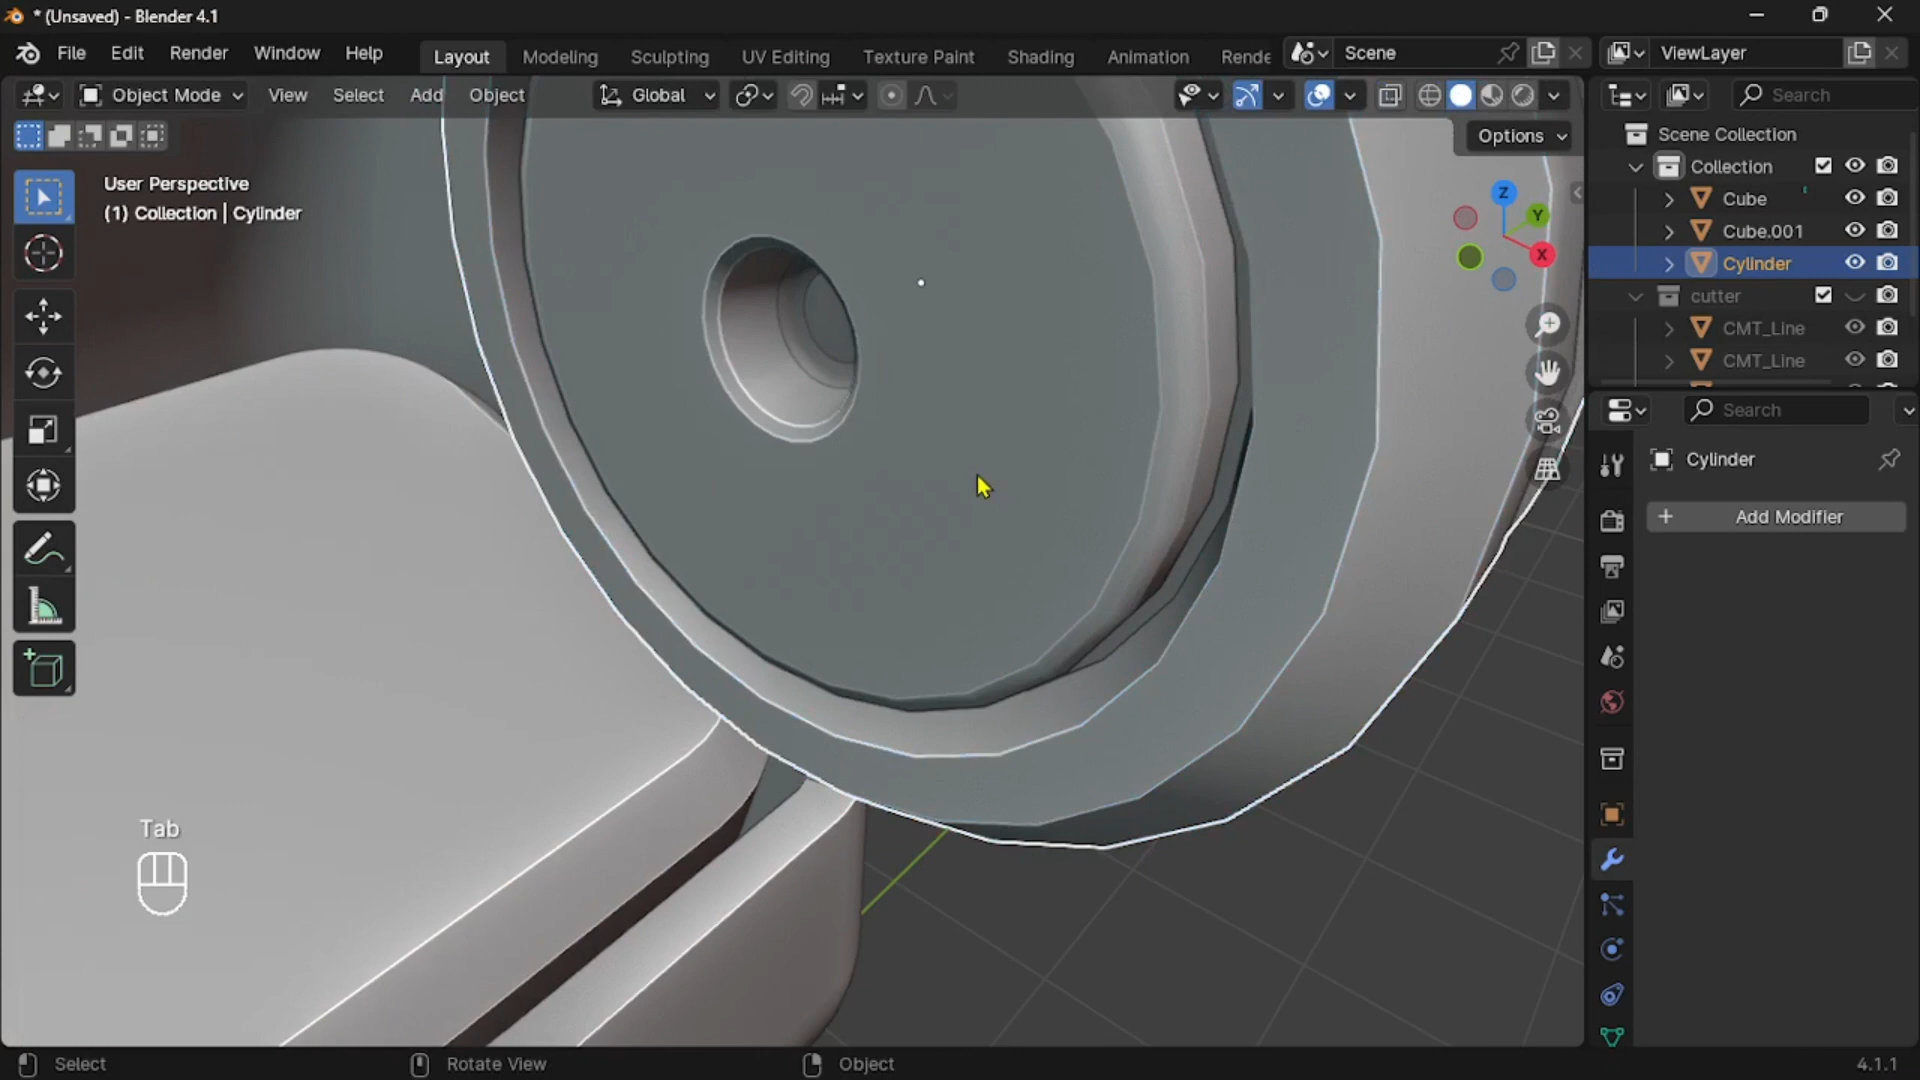 * (Unsaved) - Blender 4.1
File Edit Render Window Help
Layout Modeling Sculpting UV Editing Texture Paint Shading Animation Rende
Scene
ViewLayer
Object Mode View Select Add Object
Global
Search
Options
User Perspective
(1) Collection | Cylinder
Z
Y
X
Scene Collection
Collection
Cube
Cube.001
Cylinder
cutter
CMT_Line
CMT_Line
Search
Cylinder
+ Add Modifier
Tab
Select
Rotate View
Object
4.1.1